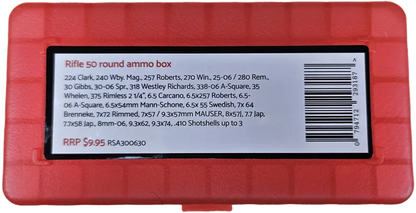 Rifle 50 round ammo box
224 Clark, 240 Wby. Mag., 257 Roberts, 270 Win., 25-06 / 280 Rem.,
30 Gibbs, 30-06 Spr., 318 Westley Richards, 338-06 A-Square, 35
Whelen, 375 Rimless 2 1/4", 6.5 Carcano, 6.5x257 Roberts, 6.5-
06 A-Square, 6.5x54mm Mann-Schone, 6.5x 55 Swedish, 7x 64
Brenneke, 7x72 Rimmed, 7x57 / 9.3x57mm MAUSER, 8x57J, 7.7 Jap,
7.7x58 Jap., 8mm-06, 9.3x62, 9.3x74, .410 Shotshells up to 3
RRP $9.95 RSA300630
0 794712 293187 >